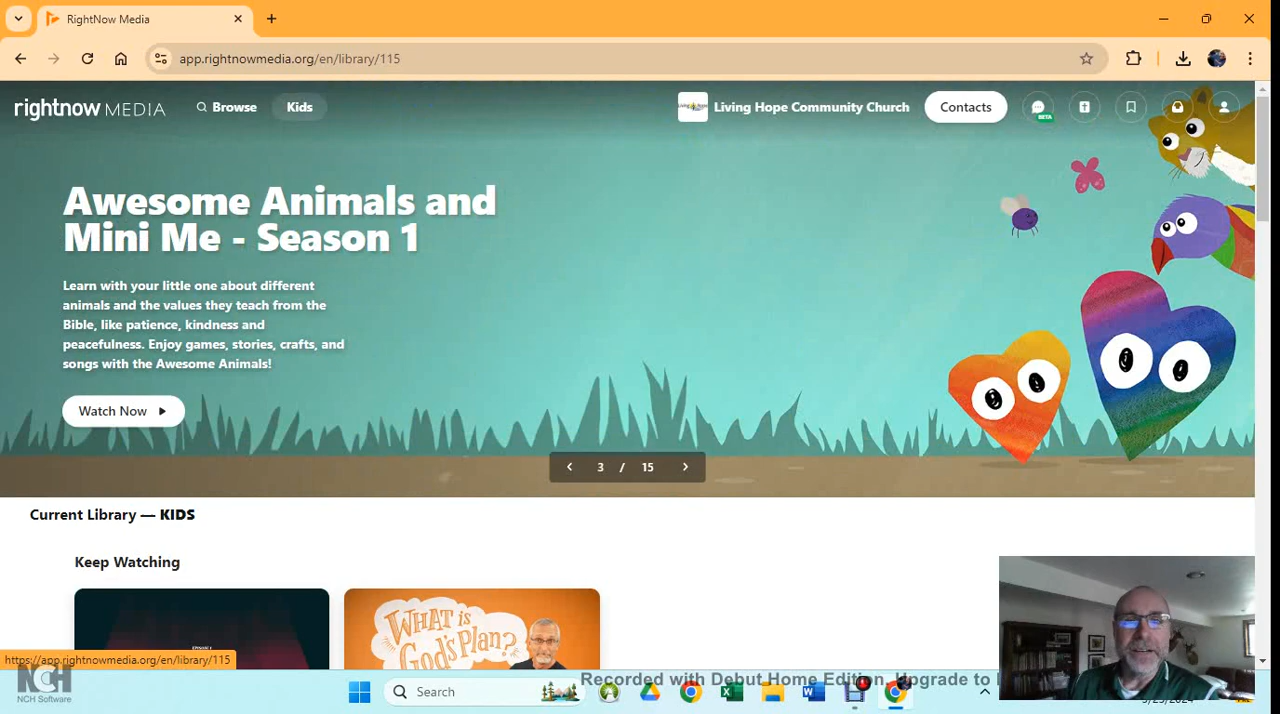 RightNow Media
app.rightnowmedia.org/en/library/115
rightnow MEDIA
Browse
Kids
Living Hope Community Church
Contacts
BETA
Awesome Animals and
Mini Me - Season 1
Learn with your little one about different
animals and the values they teach from the
Bible, like patience, kindness and
peacefulness. Enjoy games, stories, crafts, and
songs with the Awesome Animals!
Watch Now
3 / 15
Current Library — KIDS
Keep Watching
WHAT is
God's Plan?
https://app.rightnowmedia.org/en/library/115
NCH
NCH Software
Search
Recorded with Debut Home Edition. Upgrade to